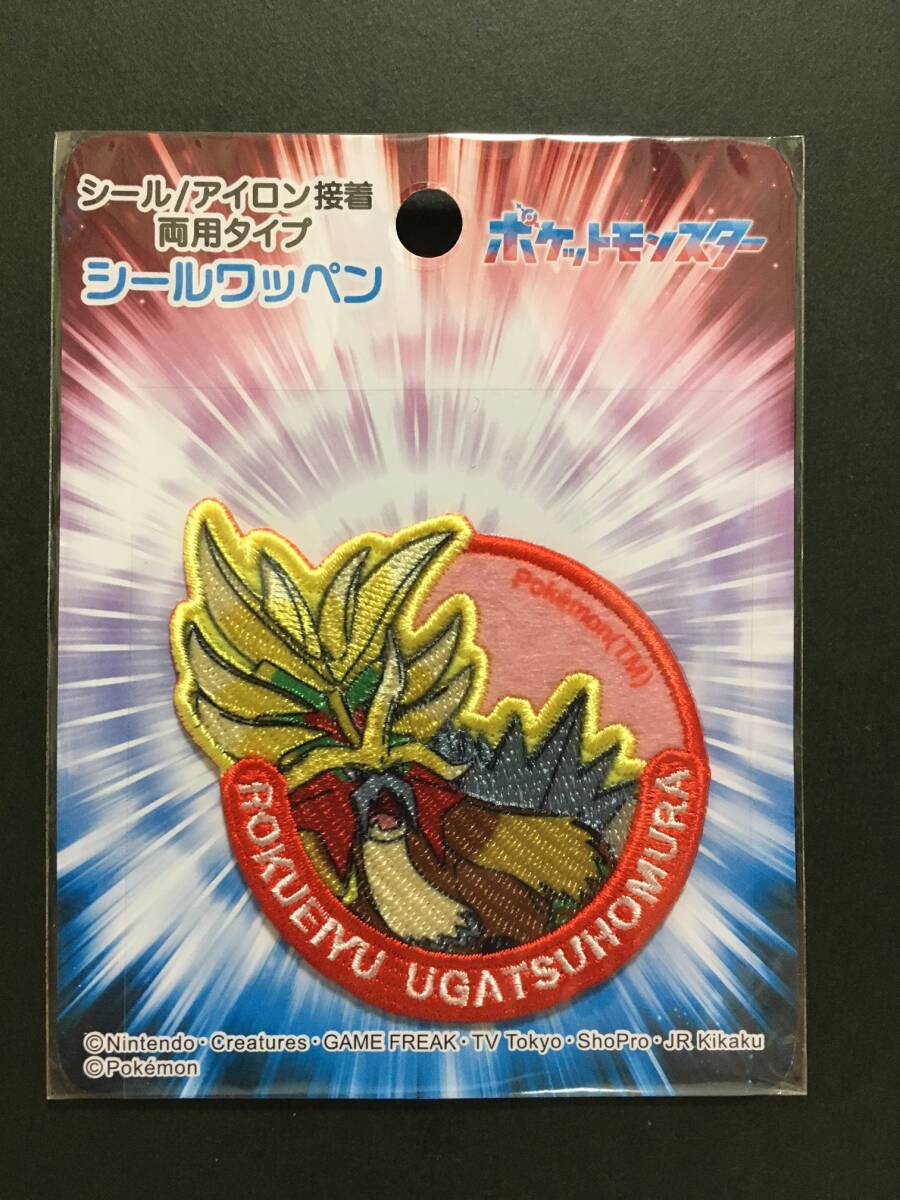 シール/アイロン接着
両用タイプ
シールワッペン
ポケットモンスター
Pokémon(TM)
ROKUEIYU UGATSUHOMURA
©Nintendo・Creatures・GAME FREAK・TV Tokyo・ShoPro・JR Kikaku
©Pokémon